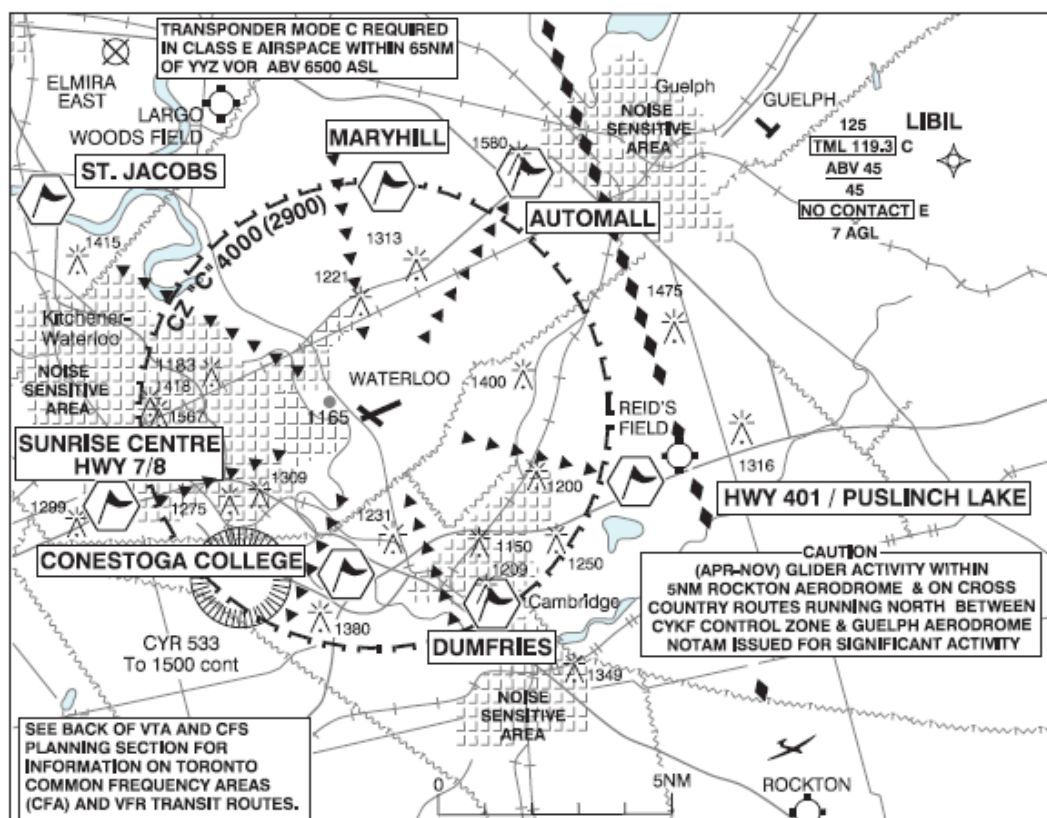 TRANSPONDER MODE C REQUIRED
IN CLASS E AIRSPACE WITHIN 65NM
OF YYZ VOR ABV 6500 ASL
ELMIRA
EAST
LARGO
WOODS FIELD
ST. JACOBS
MARYHILL
1580
Guelph
NOISE
SENSITIVE
AREA
GUELPH
125
TML 119.3 C
ABV 45
45
NO CONTACT E
7 AGL
LIBIL
AUTOMALL
1415
CZ "C" 4000 (2900)
1313
1221
1475
Kitchener-
Waterloo
NOISE
SENSITIVE
AREA
1183
1418
1567
WATERLOO
1165
1400
REID'S
FIELD
1316
SUNRISE CENTRE
HWY 7/8
1299
1275
1309
1231
1200
HWY 401 / PUSLINCH LAKE
CONESTOGA COLLEGE
1150
1209
1250
Cambridge
1380
DUMFRIES
1349
CYR 533
To 1500 cont
CAUTION
(APR-NOV) GLIDER ACTIVITY WITHIN
5NM ROCKTON AERODROME & ON CROSS
COUNTRY ROUTES RUNNING NORTH BETWEEN
CYKF CONTROL ZONE & GUELPH AERODROME
NOTAM ISSUED FOR SIGNIFICANT ACTIVITY
NOISE
SENSITIVE
AREA
SEE BACK OF VTA AND CFS
PLANNING SECTION FOR
INFORMATION ON TORONTO
COMMON FREQUENCY AREAS
(CFA) AND VFR TRANSIT ROUTES.
0
5NM
ROCKTON